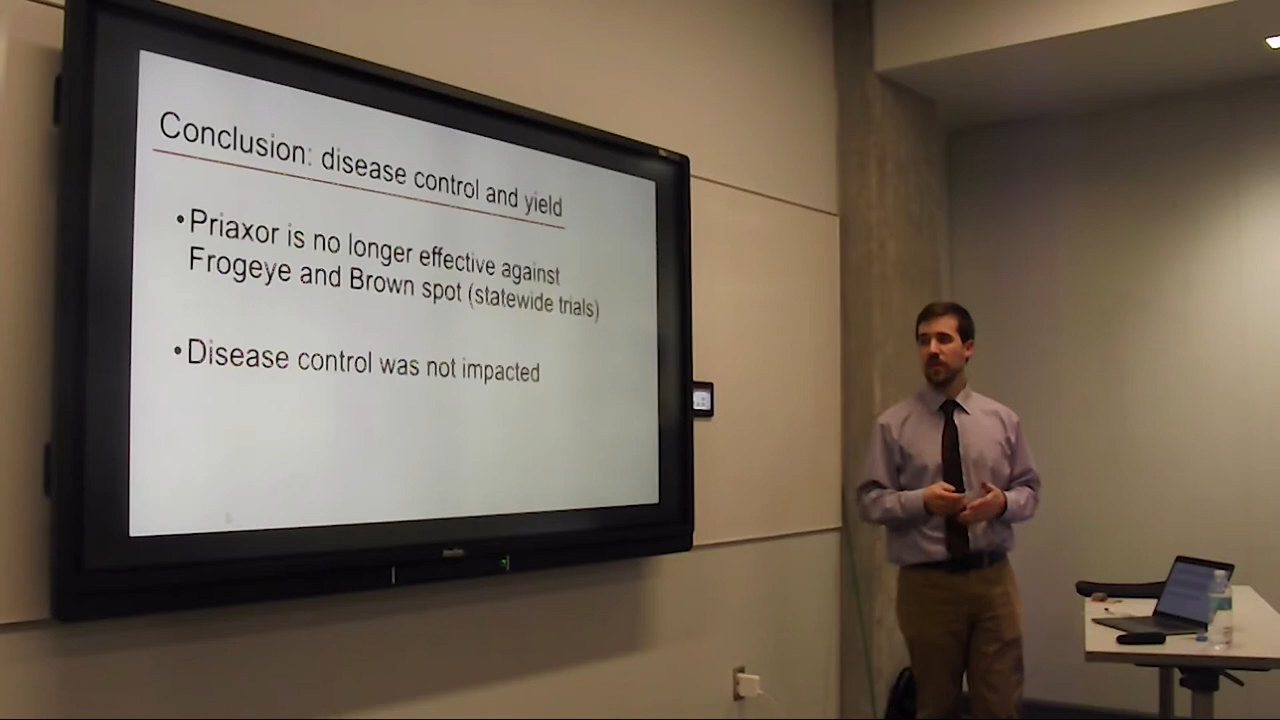 Conclusion: disease control and yield
•Priaxor is no longer effective against
Frogeye and Brown spot (statewide trials)
•Disease control was not impacted